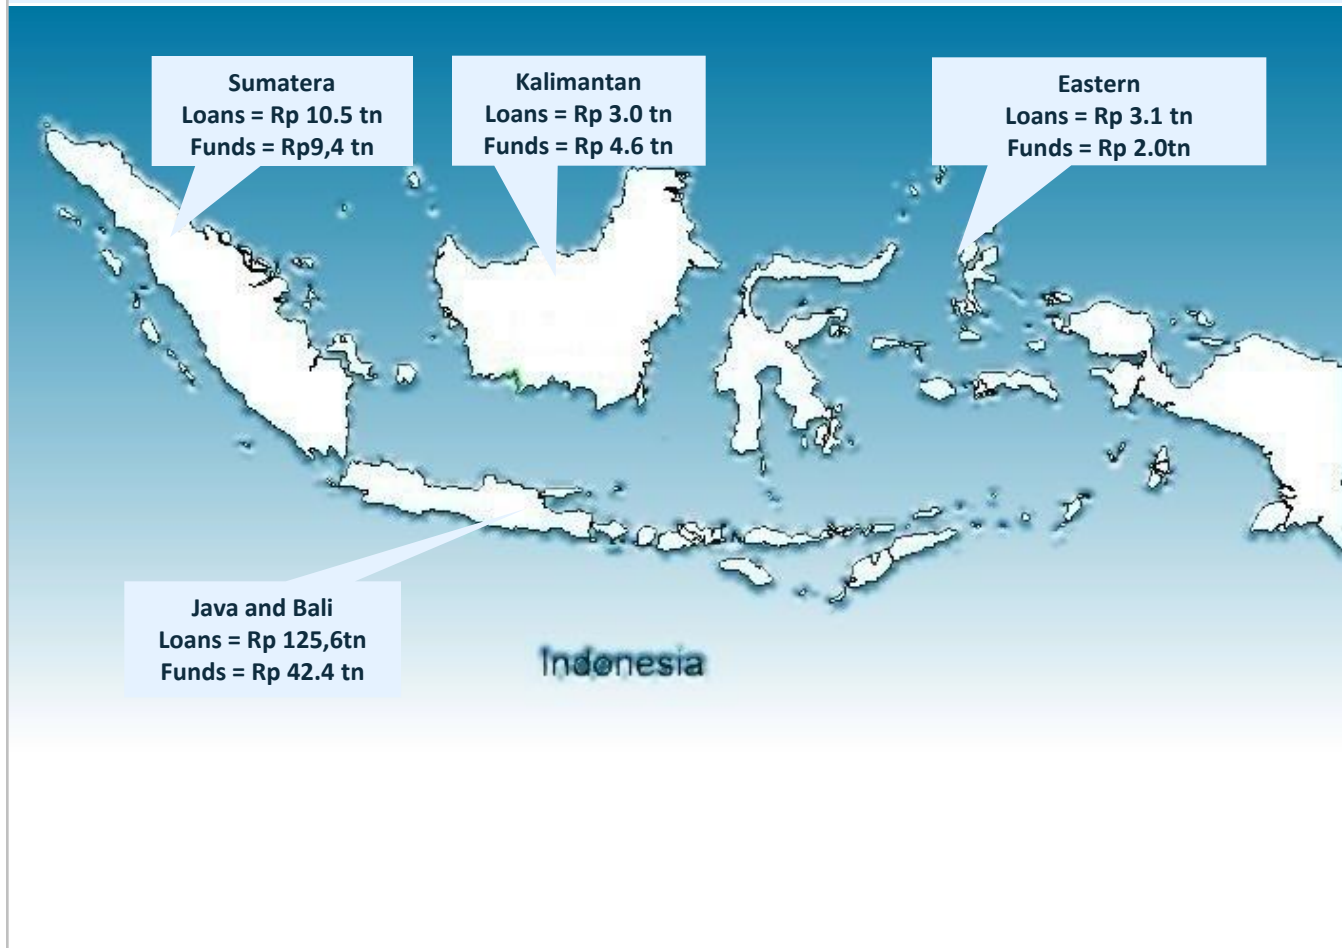 Sumatera
Loans = Rp 10.5 tn
Funds = Rp9,4 tn
Kalimantan
Loans = Rp 3.0 tn
Funds = Rp 4.6 tn
Eastern
Loans = Rp 3.1 tn
Funds = Rp 2.0tn
Java and Bali
Loans = Rp 125,6tn
Funds = Rp 42.4 tn
Indonesia